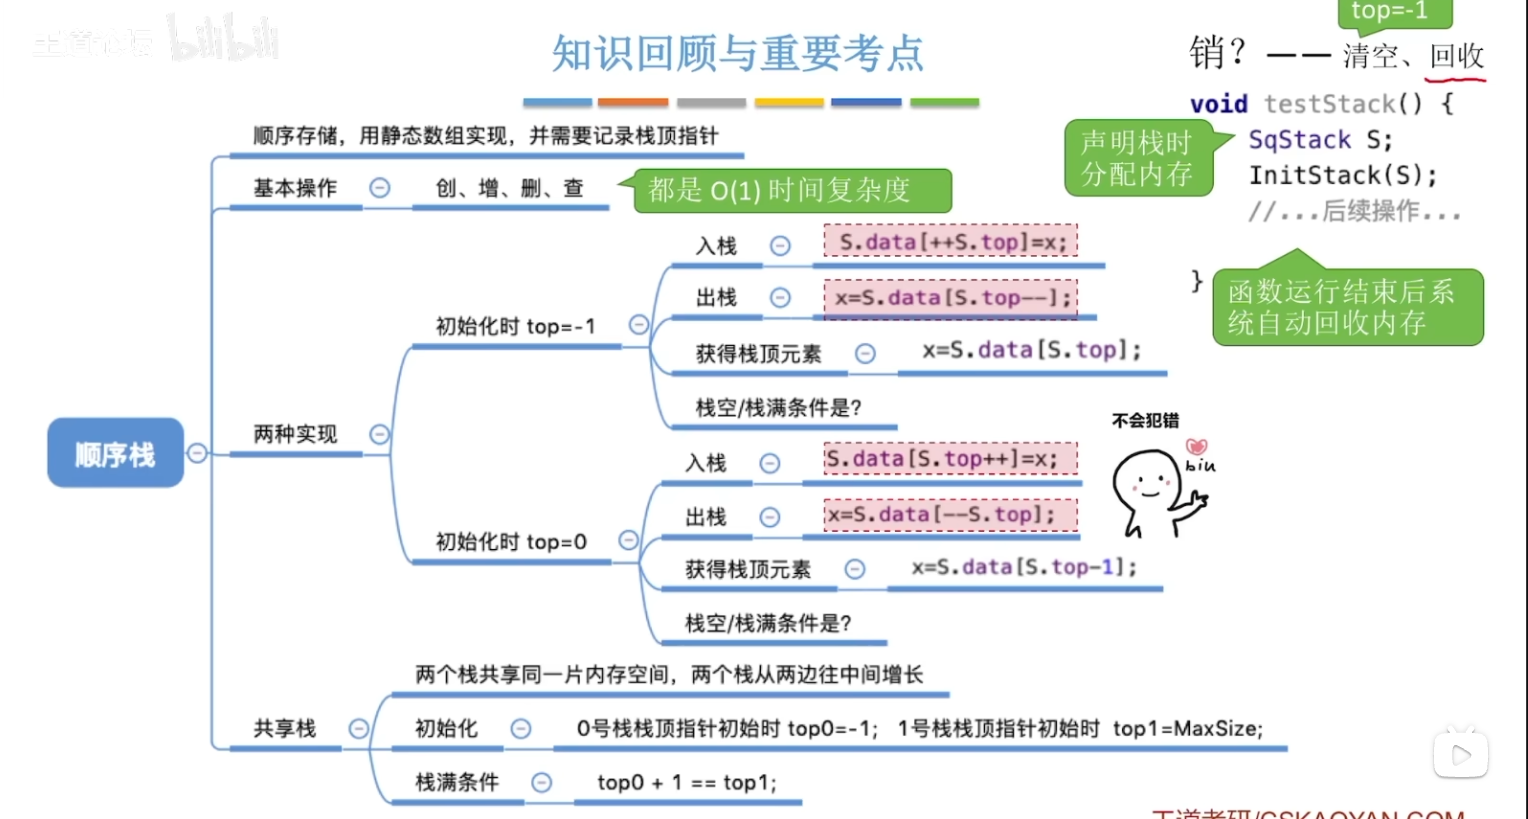 王道论坛 bilibili
知识回顾与重要考点
top=-1
销？—— 清空、回收
void testStack() {
SqStack S;
InitStack(S);
//...后续操作...
}
声明栈时
分配内存
函数运行结束后系
统自动回收内存
顺序栈
顺序存储，用静态数组实现，并需要记录栈顶指针
基本操作
创、增、删、查
都是 O(1) 时间复杂度
两种实现
初始化时 top=-1
入栈
S.data[++S.top]=x;
出栈
x=S.data[S.top--];
获得栈顶元素
x=S.data[S.top];
栈空/栈满条件是?
初始化时 top=0
入栈
S.data[S.top++]=x;
出栈
x=S.data[--S.top];
获得栈顶元素
x=S.data[S.top-1];
栈空/栈满条件是?
不会犯错
biu
共享栈
两个栈共享同一片内存空间，两个栈从两边往中间增长
初始化
0号栈栈顶指针初始时 top0=-1； 1号栈栈顶指针初始时 top1=MaxSize;
栈满条件
top0 + 1 == top1;
王道考研/CSKAOYAN.COM